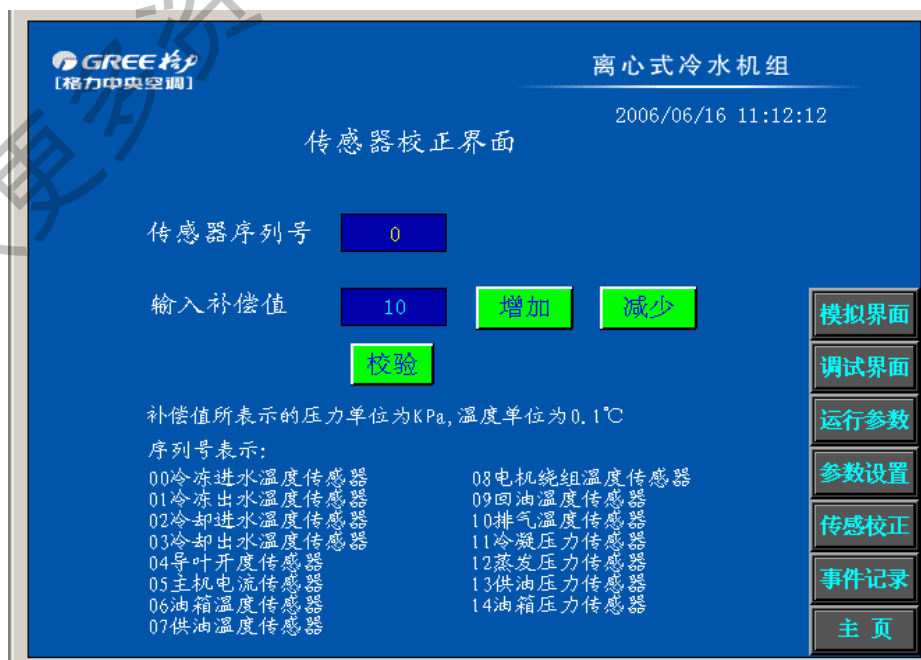 更多资
GREE格力
[格力中央空调]
离心式冷水机组
2006/06/16 11:12:12
传感器校正界面
传感器序列号 0
输入补偿值 10 增加 减少
校验
补偿值所表示的压力单位为KPa,温度单位为0.1℃
序列号表示:
00冷冻进水温度传感器
01冷冻出水温度传感器
02冷却进水温度传感器
03冷却出水温度传感器
04导叶开度传感器
05主机电流传感器
06油箱温度传感器
07供油温度传感器
08电机绕组温度传感器
09回油温度传感器
10排气温度传感器
11冷凝压力传感器
12蒸发压力传感器
13供油压力传感器
14油箱压力传感器
模拟界面
调试界面
运行参数
参数设置
传感校正
事件记录
主页